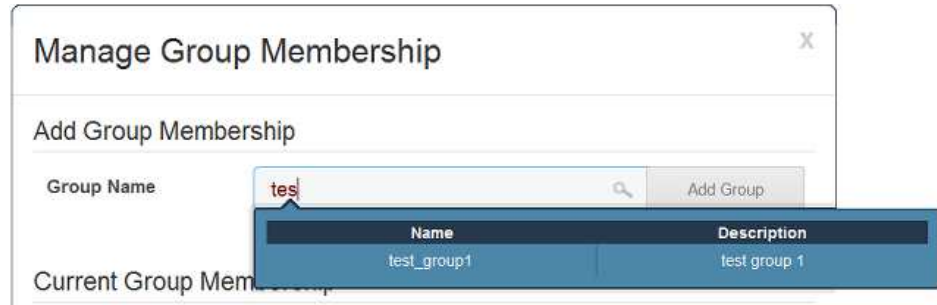 Manage Group Membership X
Add Group Membership
Group Name tes Add Group
Name Description
test_group1 test group 1
Current Group Membership